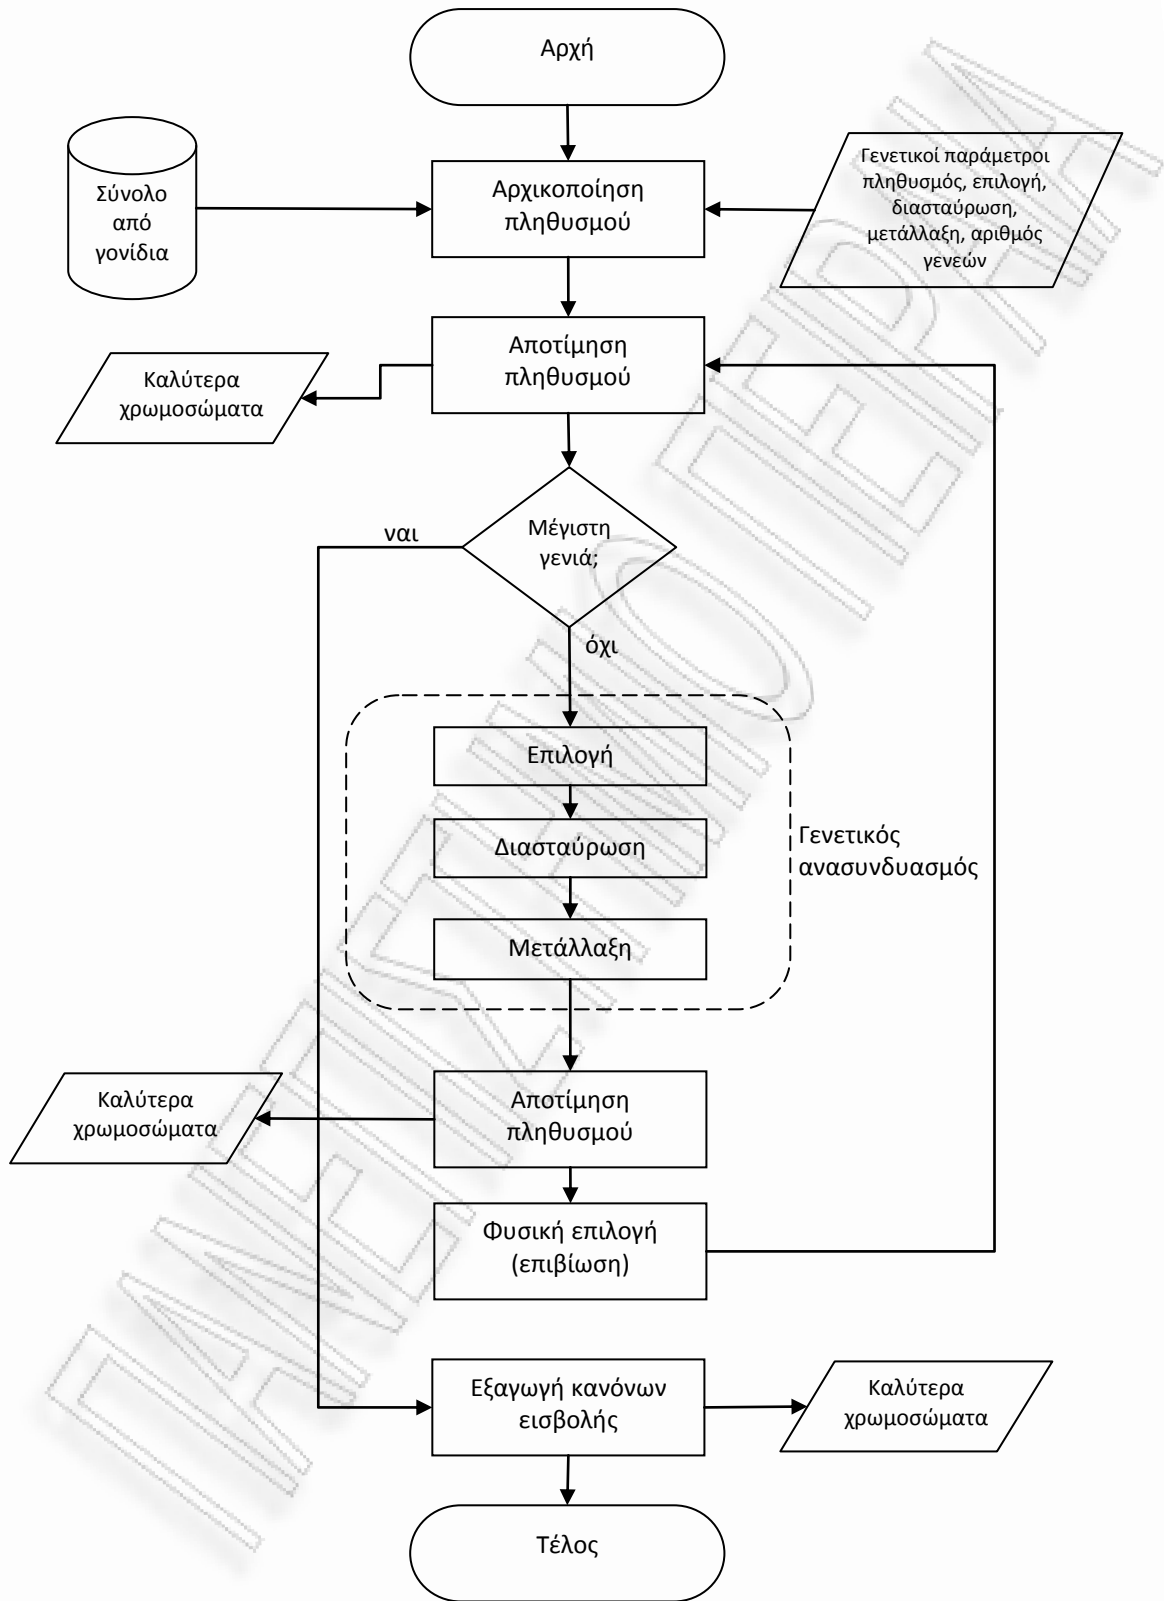 Αρχή
Σύνολο
από
γονίδια
Αρχικοποίηση
πληθυσμού
Γενετικοί παράμετροι
πληθυσμός, επιλογή,
διασταύρωση,
μετάλλαξη, αριθμός
γενεών
Αποτίμηση
πληθυσμού
Καλύτερα
χρωμοσώματα
Μέγιστη
γενιά;
ναι
όχι
Επιλογή
Διασταύρωση
Μετάλλαξη
Γενετικός
ανασυνδυασμός
Αποτίμηση
πληθυσμού
Καλύτερα
χρωμοσώματα
Φυσική επιλογή
(επιβίωση)
Εξαγωγή κανόνων
εισβολής
Καλύτερα
χρωμοσώματα
Τέλος
ΠΑΝΕΠΙΣΤΗΜΙΟ ΠΕΙΡΑΙΑ